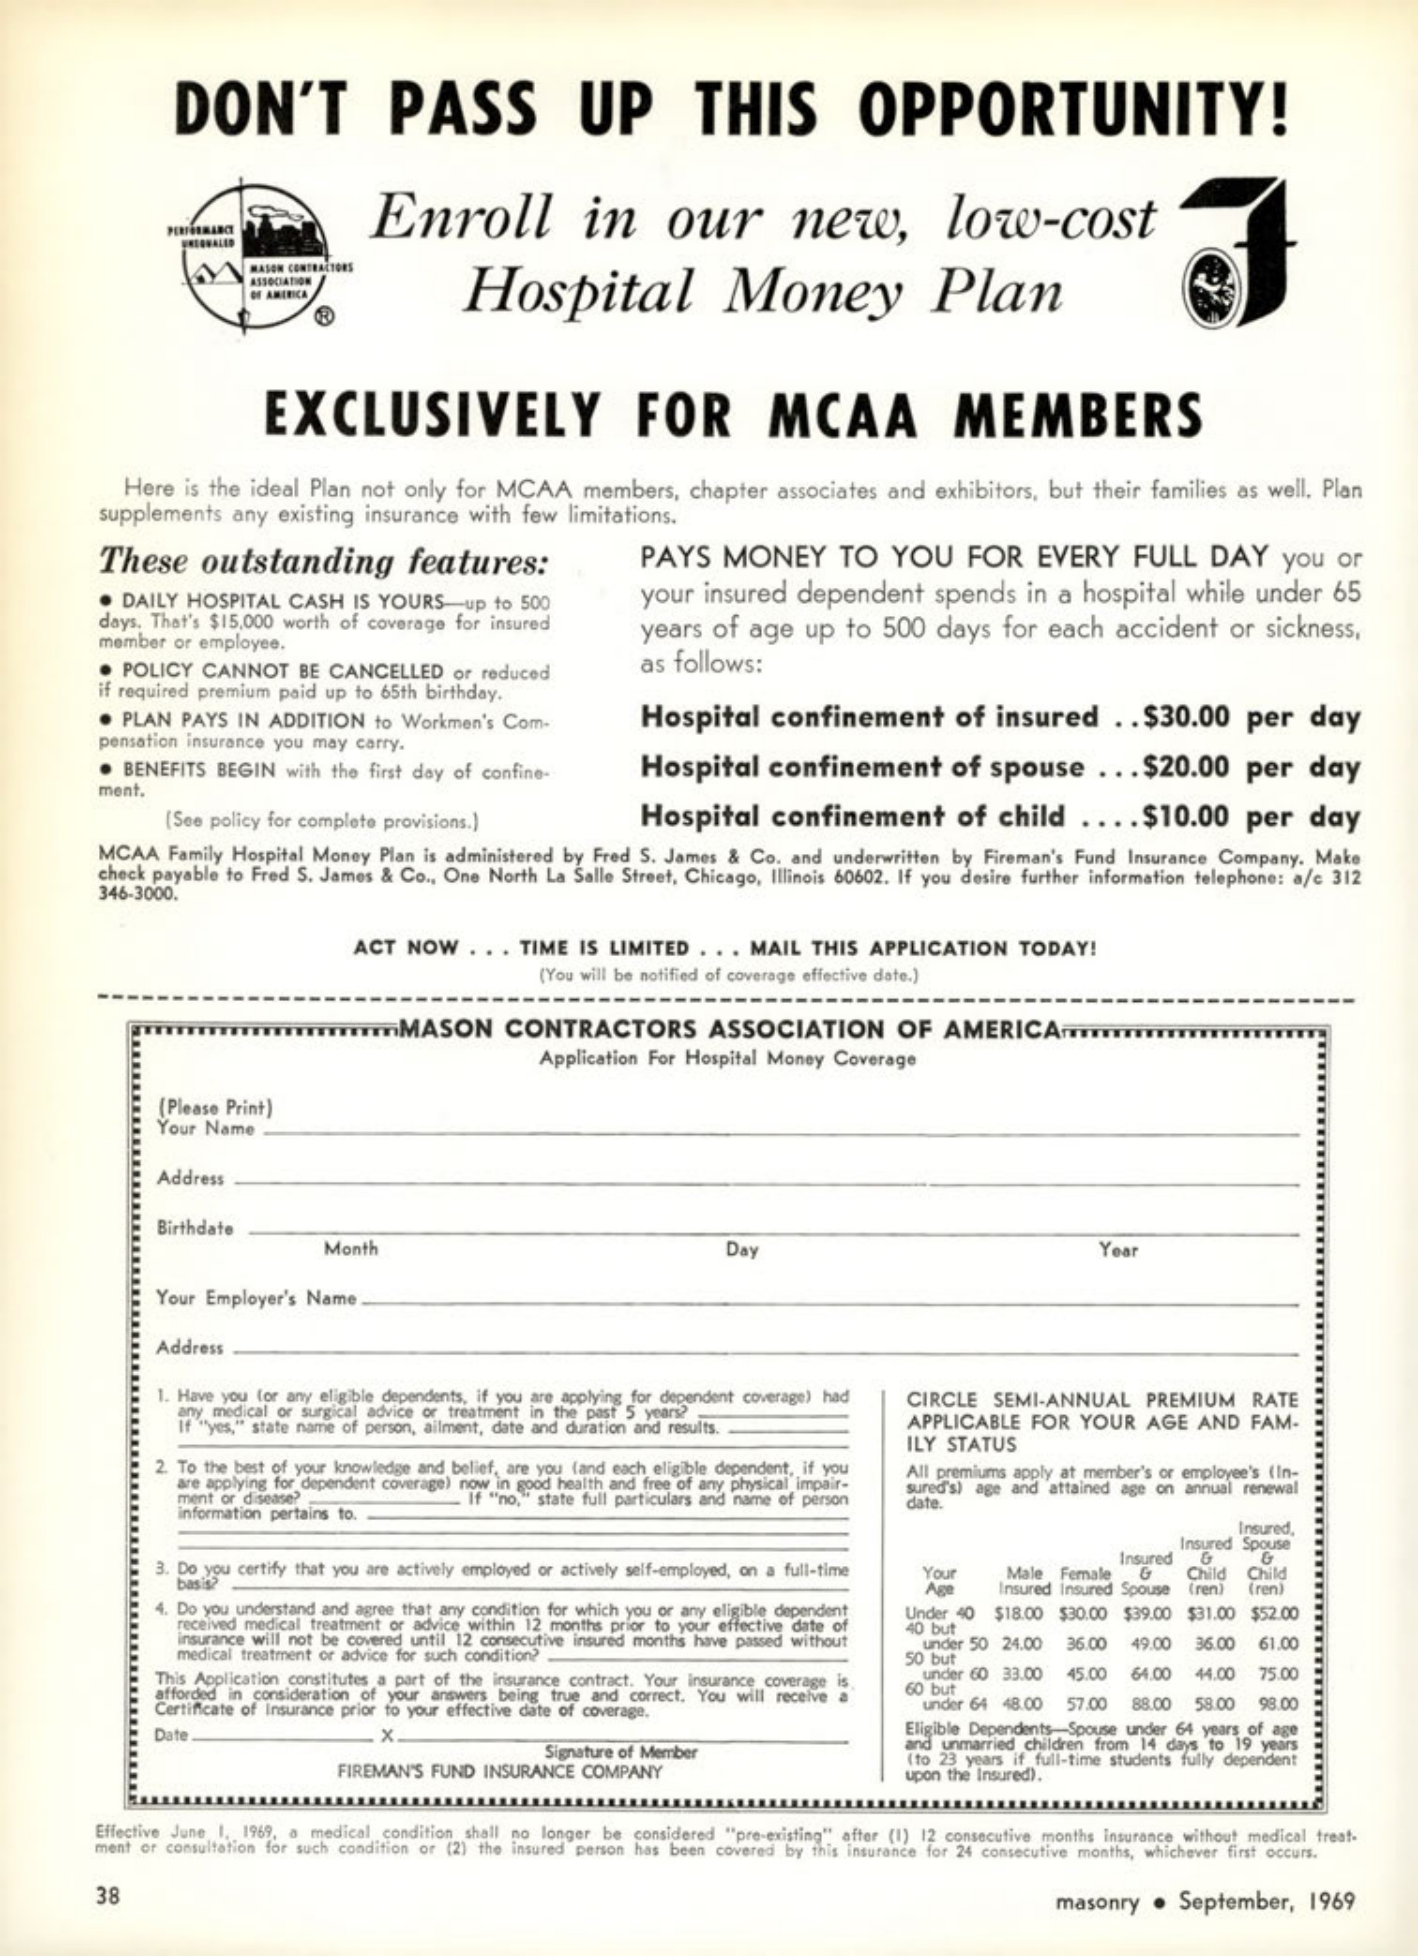 DON'T PASS UP THIS OPPORTUNITY!
PERFORMANCE
UNEQUALED
MASON CONTRACTORS
ASSOCIATION
OF AMERICA
®
Enroll in our new, low-cost
Hospital Money Plan
EXCLUSIVELY FOR MCAA MEMBERS
Here is the ideal Plan not only for MCAA members, chapter associates and exhibitors, but their families as well. Plan
supplements any existing insurance with few limitations.
These outstanding features:
• DAILY HOSPITAL CASH IS YOURS—up to 500
days. That's $15,000 worth of coverage for insured
member or employee.
• POLICY CANNOT BE CANCELLED or reduced
if required premium paid up to 65th birthday.
• PLAN PAYS IN ADDITION to Workmen's Com-
pensation insurance you may carry.
• BENEFITS BEGIN with the first day of confine-
ment.
(See policy for complete provisions.)
PAYS MONEY TO YOU FOR EVERY FULL DAY you or
your insured dependent spends in a hospital while under 65
years of age up to 500 days for each accident or sickness,
as follows:
Hospital confinement of insured ..$30.00 per day
Hospital confinement of spouse ...$20.00 per day
Hospital confinement of child ....$10.00 per day
MCAA Family Hospital Money Plan is administered by Fred S. James & Co. and underwritten by Fireman's Fund Insurance Company. Make
check payable to Fred S. James & Co., One North La Salle Street, Chicago, Illinois 60602. If you desire further information telephone: a/c 312
346-3000.
ACT NOW . . . TIME IS LIMITED . . . MAIL THIS APPLICATION TODAY!
(You will be notified of coverage effective date.)
MASON CONTRACTORS ASSOCIATION OF AMERICA
Application For Hospital Money Coverage
(Please Print)
Your Name
Address
Birthdate
Month Day Year
Your Employer's Name
Address
1. Have you (or any eligible dependents, if you are applying for dependent coverage) had
any medical or surgical advice or treatment in the past 5 years?
If "yes," state name of person, ailment, date and duration and results.
2. To the best of your knowledge and belief, are you (and each eligible dependent, if you
are applying for dependent coverage) now in good health and free of any physical impair-
ment or disease? If "no," state full particulars and name of person
information pertains to.
3. Do you certify that you are actively employed or actively self-employed, on a full-time
basis?
4. Do you understand and agree that any condition for which you or any eligible dependent
received medical treatment or advice within 12 months prior to your effective date of
insurance will not be covered until 12 consecutive insured months have passed without
medical treatment or advice for such condition?
This Application constitutes a part of the insurance contract. Your insurance coverage is
afforded in consideration of your answers being true and correct. You will receive a
Certificate of Insurance prior to your effective date of coverage.
Date X
Signature of Member
FIREMAN'S FUND INSURANCE COMPANY
CIRCLE SEMI-ANNUAL PREMIUM RATE
APPLICABLE FOR YOUR AGE AND FAM-
ILY STATUS
All premiums apply at member's or employee's (In-
sured's) age and attained age on annual renewal
date.
Insured,
Insured Spouse
Insured & &
Your Male Female & Child Child
Age Insured Insured Spouse (ren) (ren)
Under 40 $18.00 $30.00 $39.00 $31.00 $52.00
40 but
under 50 24.00 36.00 49.00 36.00 61.00
50 but
under 60 33.00 45.00 64.00 44.00 75.00
60 but
under 64 48.00 57.00 88.00 58.00 98.00
Eligible Dependents—Spouse under 64 years of age
and unmarried children from 14 days to 19 years
(to 23 years if full-time students fully dependent
upon the Insured).
Effective June 1, 1969, a medical condition shall no longer be considered "pre-existing" after (1) 12 consecutive months insurance without medical treat-
ment or consultation for such condition or (2) the insured person has been covered by this insurance for 24 consecutive months, whichever first occurs.
38
masonry • September, 1969